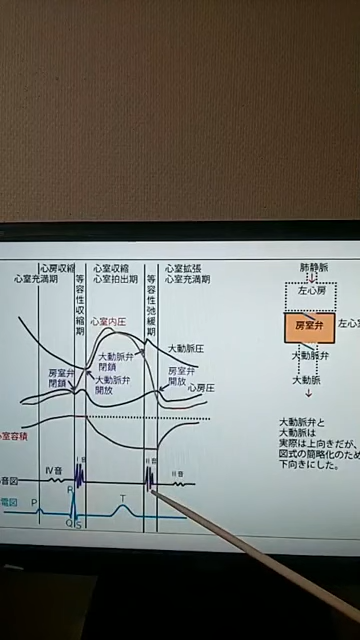 心房収縮
心室充満期
等容性収縮期
心室収縮
心室拍出期
等容性弛緩期
心室拡張
心室充満期
肺静脈
左心房
房室弁
左心
大動脈弁
大動脈
心室内圧
大動脈圧
大動脈弁
閉鎖
房室弁
閉鎖
大動脈弁
開放
房室弁
開放
心房圧
心室容積
大動脈弁と
大動脈は
実際は上向きだが、
図式の簡略化のため
下向きにした。
音図
IV音
I音
II音
電図
P
R
Q
S
T